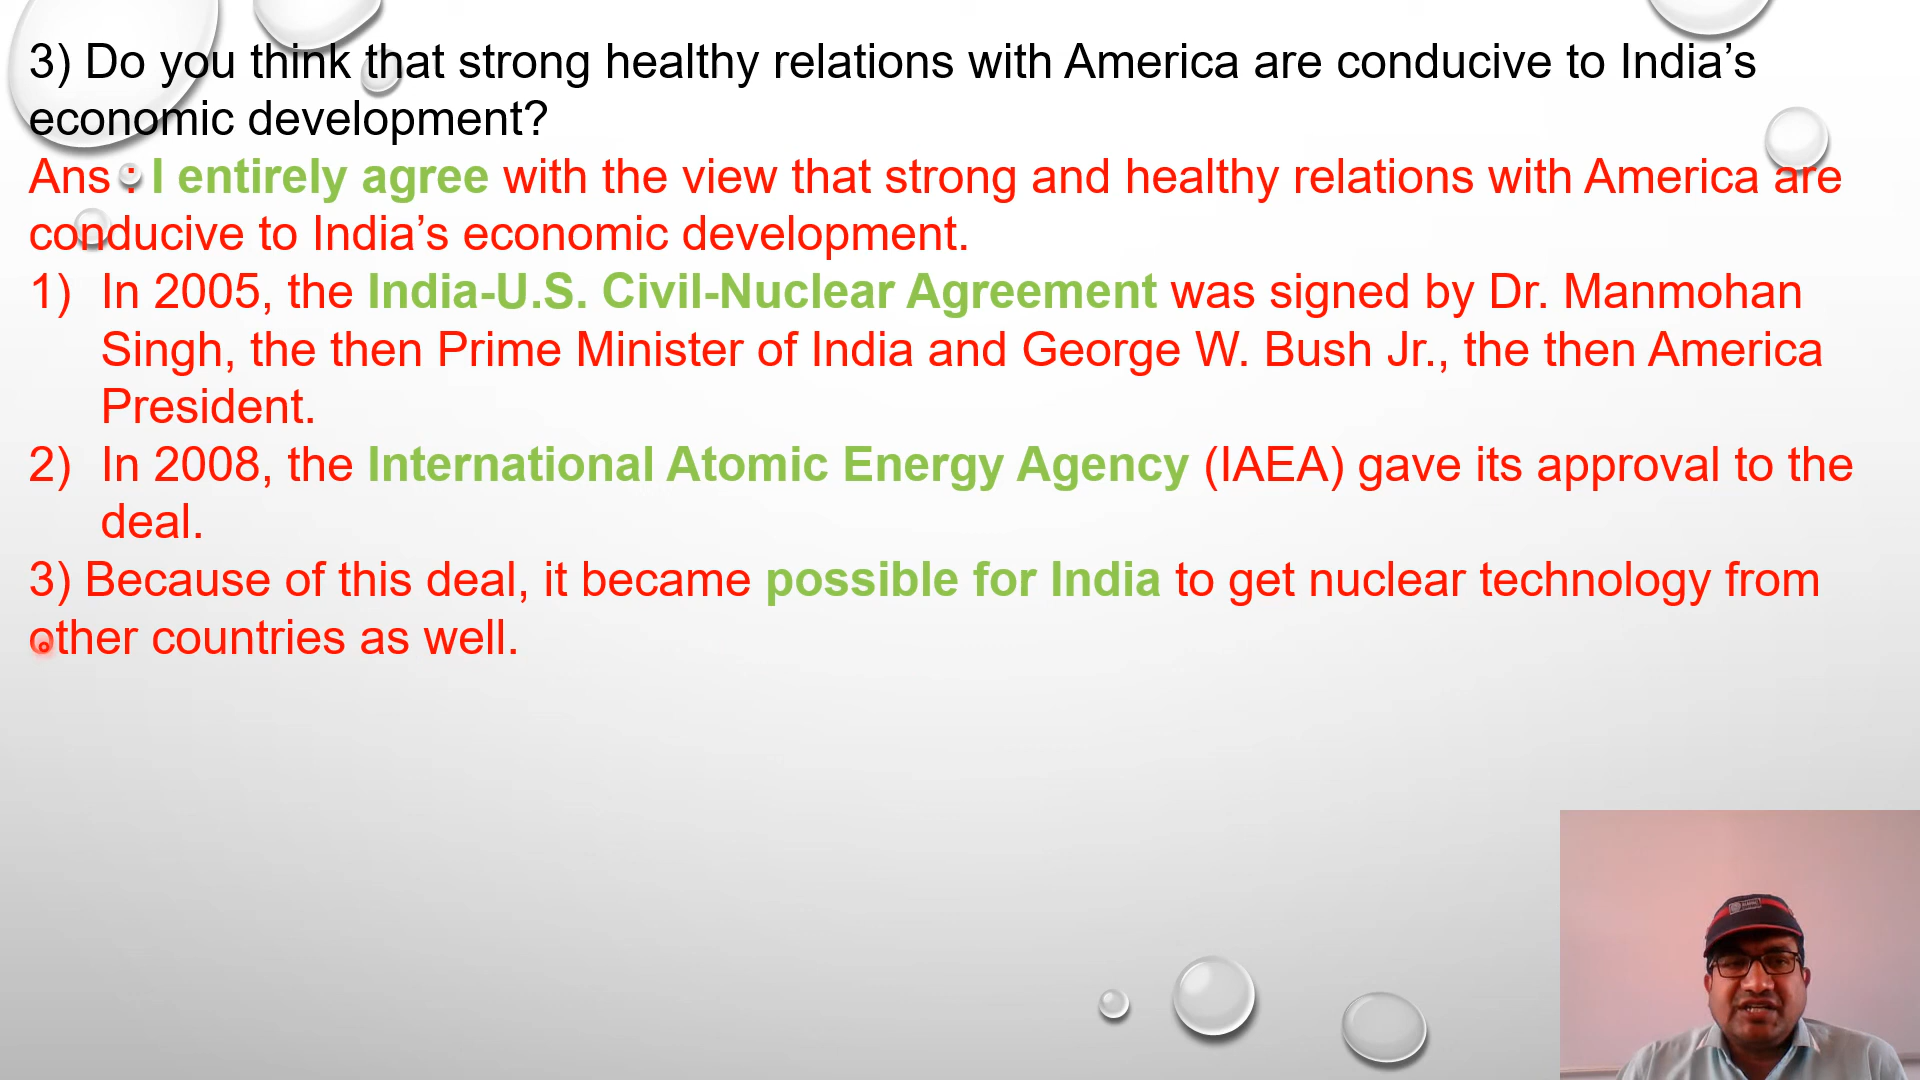 3) Do you think that strong healthy relations with America are conducive to India’s
economic development?
Ans : I entirely agree with the view that strong and healthy relations with America are
conducive to India’s economic development.
1) In 2005, the India-U.S. Civil-Nuclear Agreement was signed by Dr. Manmohan
Singh, the then Prime Minister of India and George W. Bush Jr., the then America
President.
2) In 2008, the International Atomic Energy Agency (IAEA) gave its approval to the
deal.
3) Because of this deal, it became possible for India to get nuclear technology from
other countries as well.